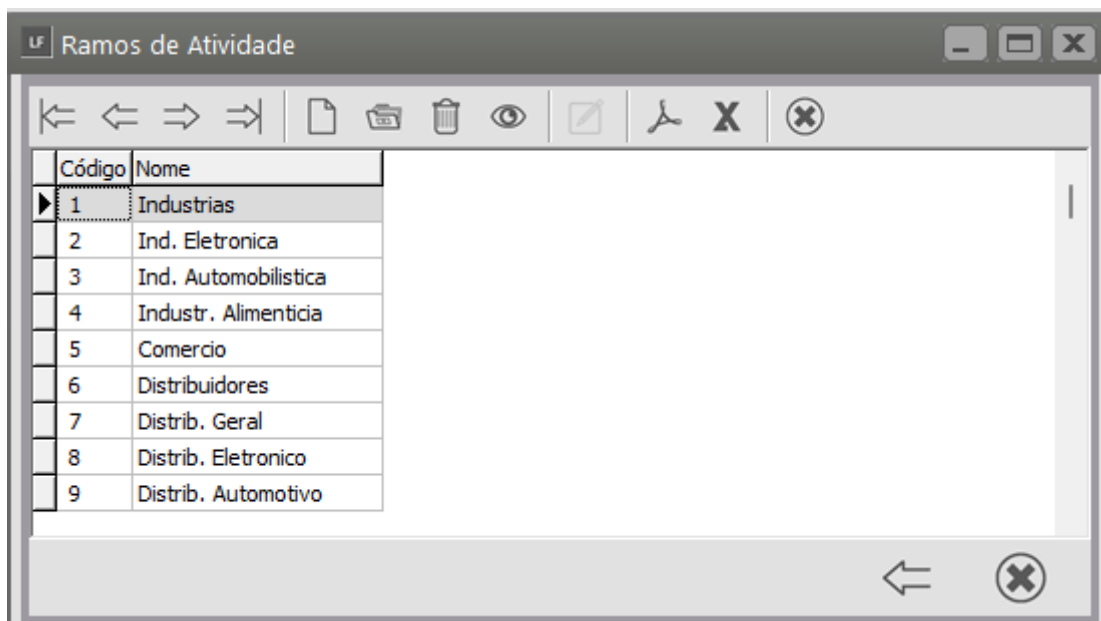 LF Ramos de Atividade
Código Nome
1 Industrias
2 Ind. Eletronica
3 Ind. Automobilistica
4 Industr. Alimenticia
5 Comercio
6 Distribuidores
7 Distrib. Geral
8 Distrib. Eletronico
9 Distrib. Automotivo